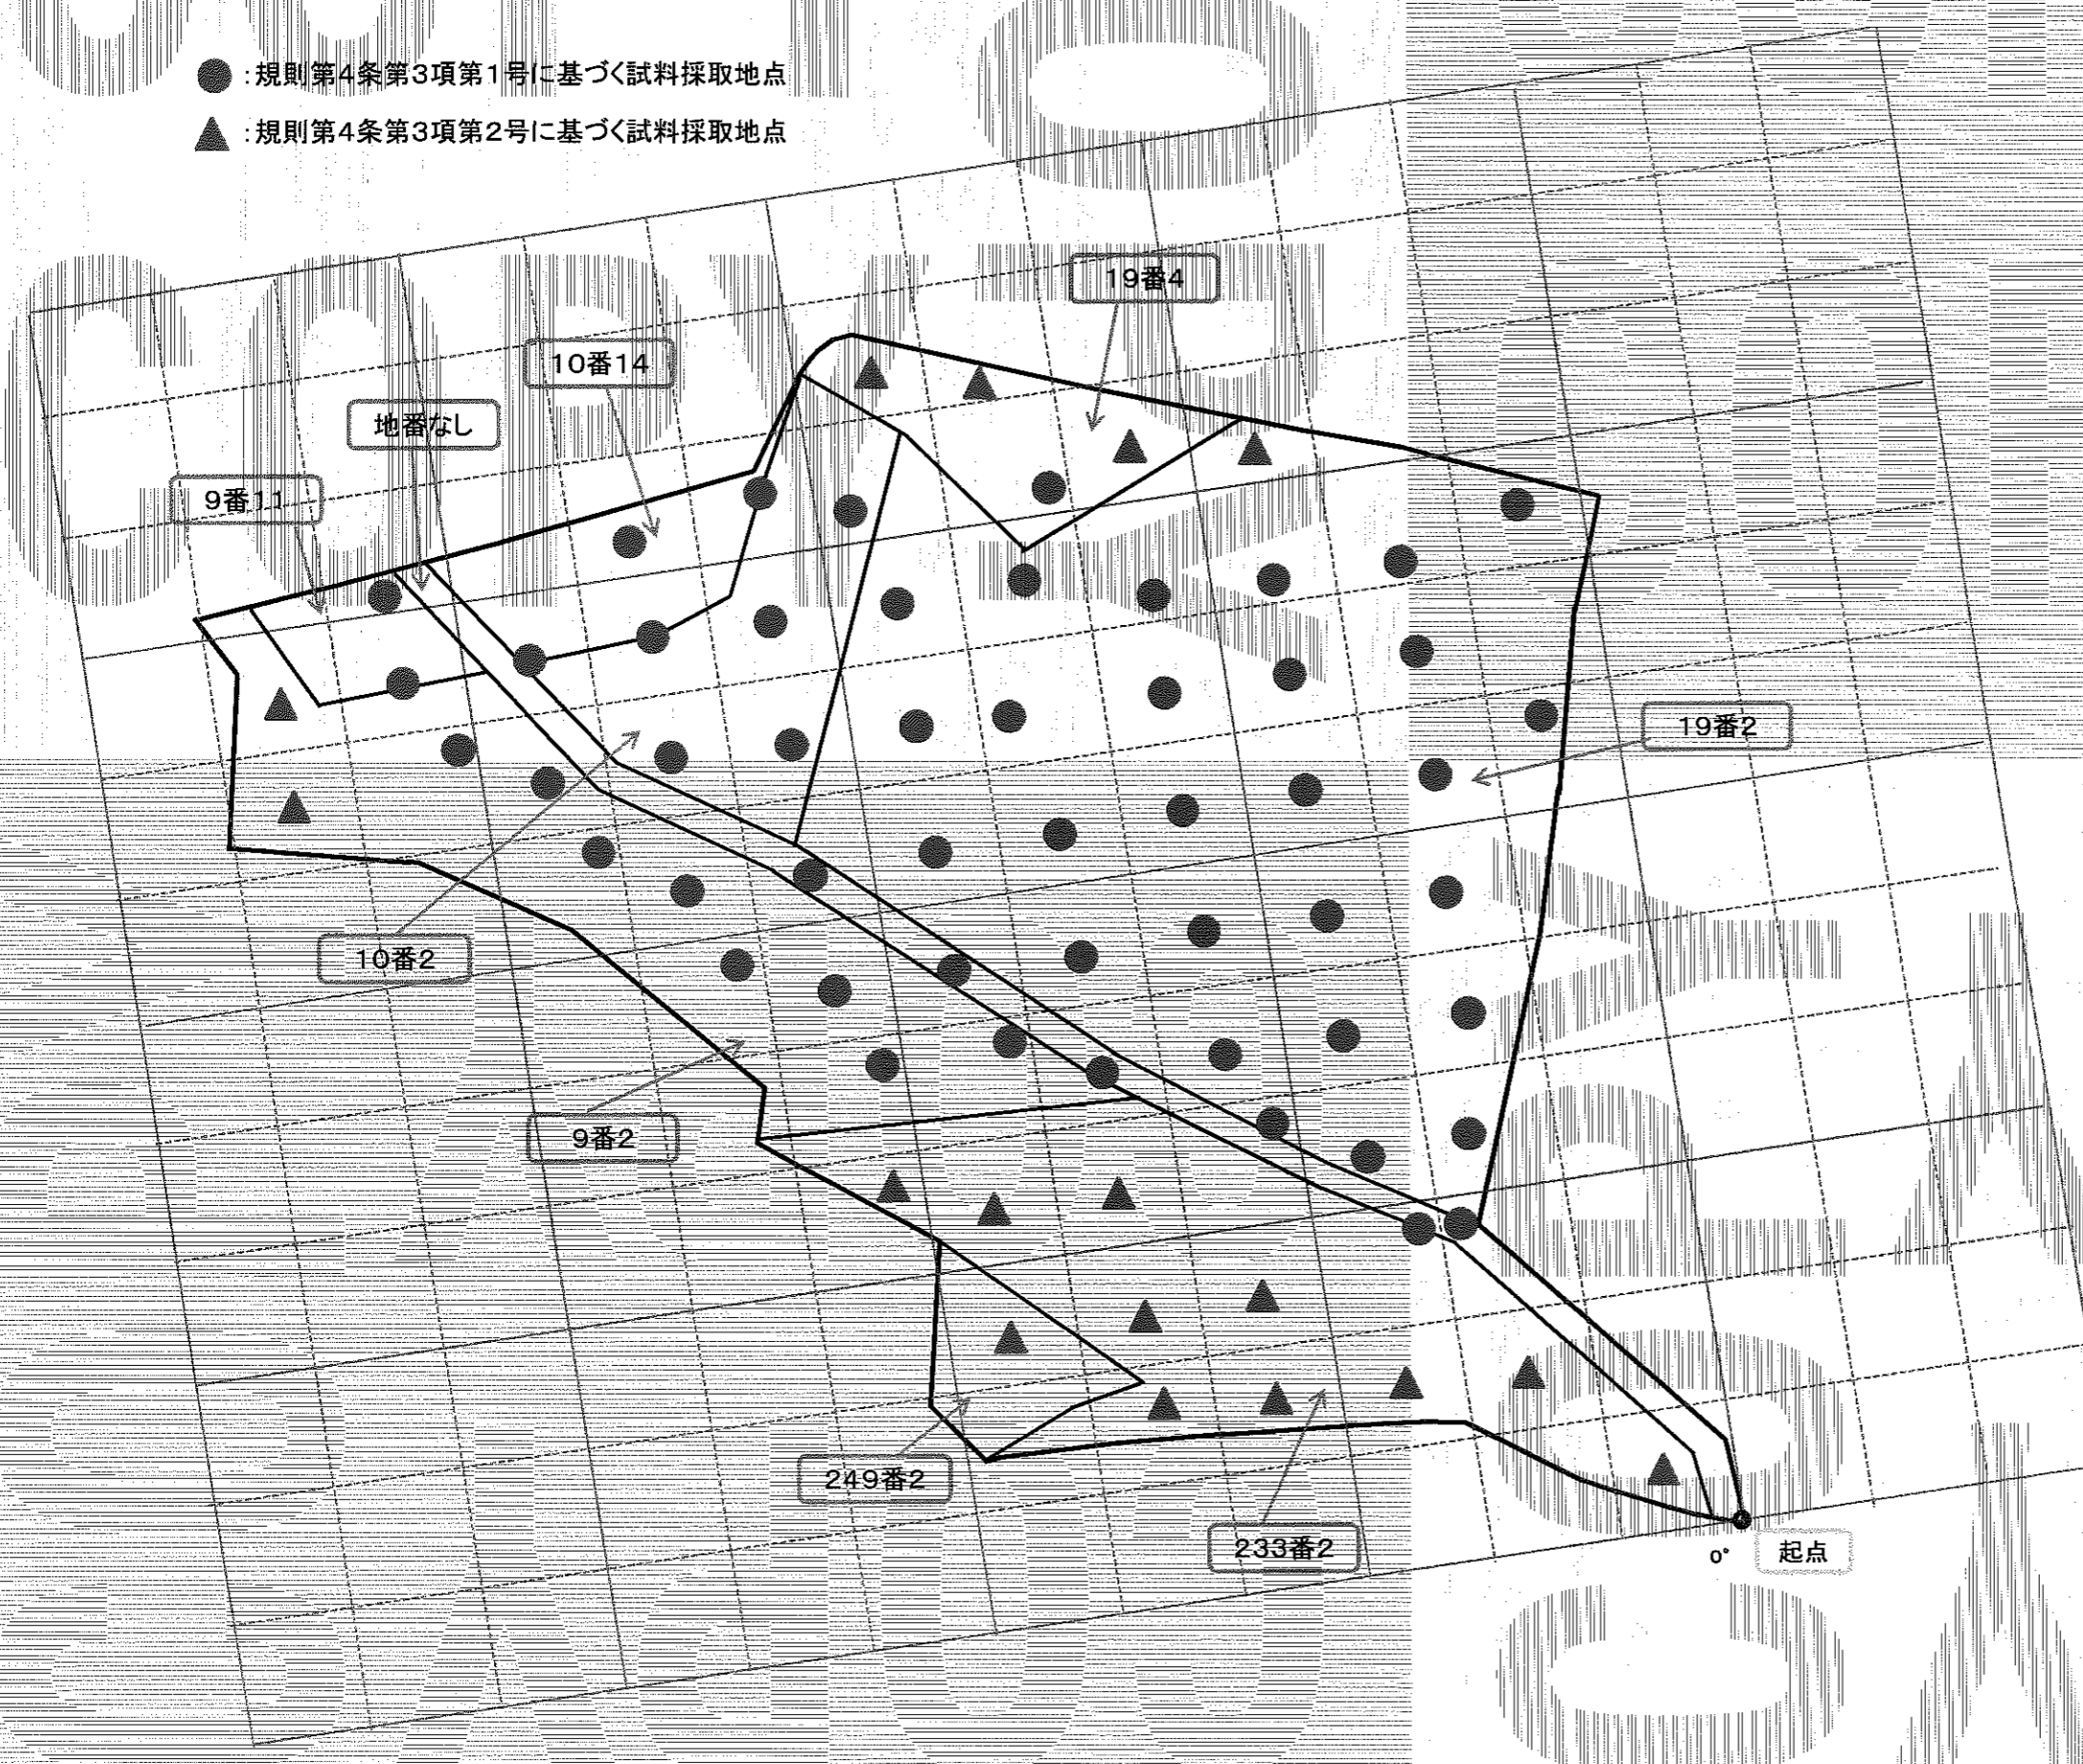 ：規則第4条第3項第1号に基づく試料採取地点
：規則第4条第3項第2号に基づく試料採取地点
19番4
10番14
地番なし
9番11
19番2
10番2
9番2
249番2
233番2
0°
起点